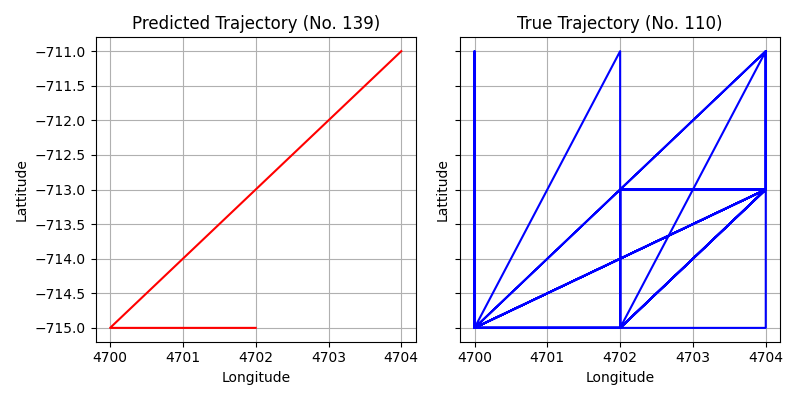 Predicted Trajectory (No. 139)
True Trajectory (No. 110)
−711.0
−711.5
−712.0
−712.5
−713.0
−713.5
−714.0
−714.5
−715.0
Lattitude
Lattitude
4700 4701 4702 4703 4704
4700 4701 4702 4703 4704
Longitude
Longitude